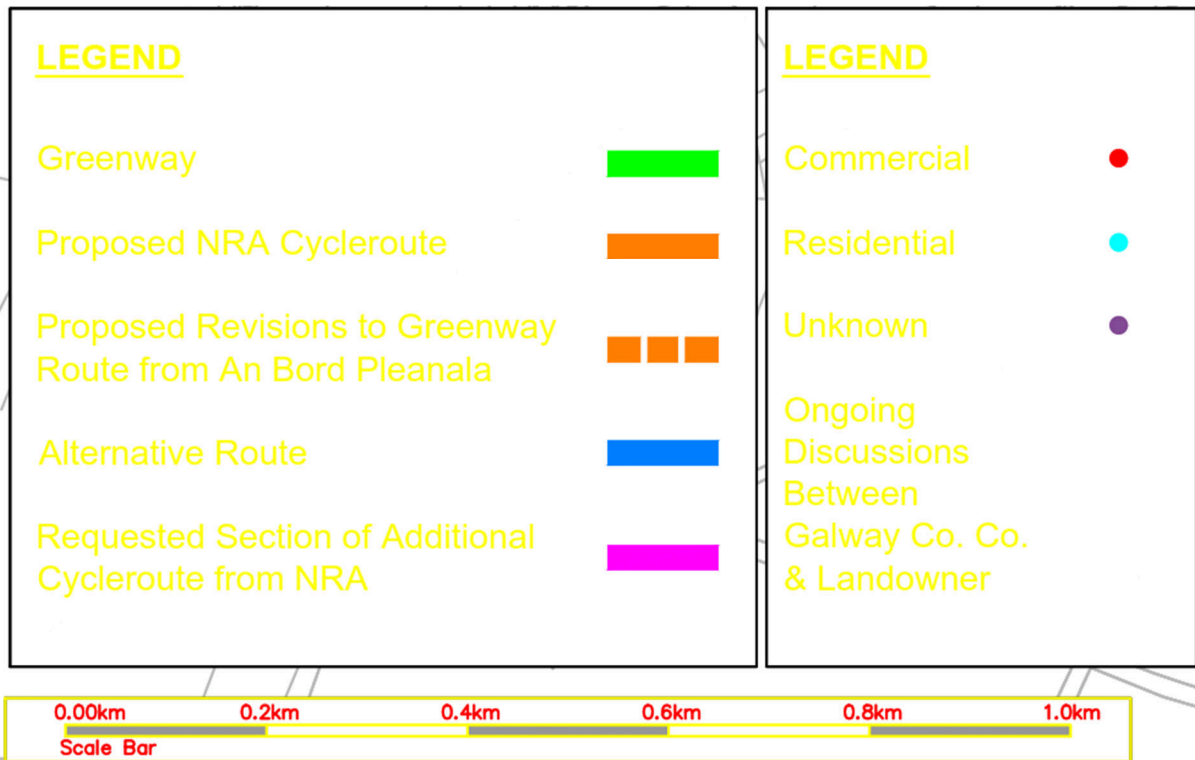 LEGEND
Greenway
Proposed NRA Cycleroute
Proposed Revisions to Greenway
Route from An Bord Pleanala
Alternative Route
Requested Section of Additional
Cycleroute from NRA
LEGEND
Commercial
Residential
Unknown
Ongoing
Discussions
Between
Galway Co. Co.
& Landowner
0.00km 0.2km 0.4km 0.6km 0.8km 1.0km
Scale Bar